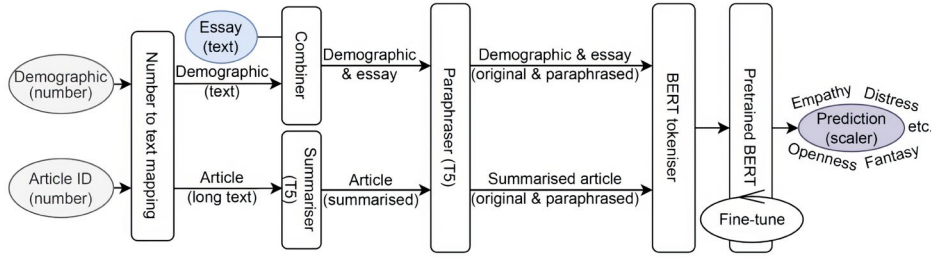 Demographic
(number)
Article ID
(number)
Number to text mapping
Essay
(text)
Demographic
(text)
Article
(long text)
Combiner
Summariser
(T5)
Demographic
& essay
Article
(summarised)
Paraphraser (T5)
Demographic & essay
(original & paraphrased)
Summarised article
(original & paraphrased)
BERT tokeniser
Pretrained BERT
Fine-tune
Empathy
Distress
Prediction
(scaler)
etc.
Openness
Fantasy